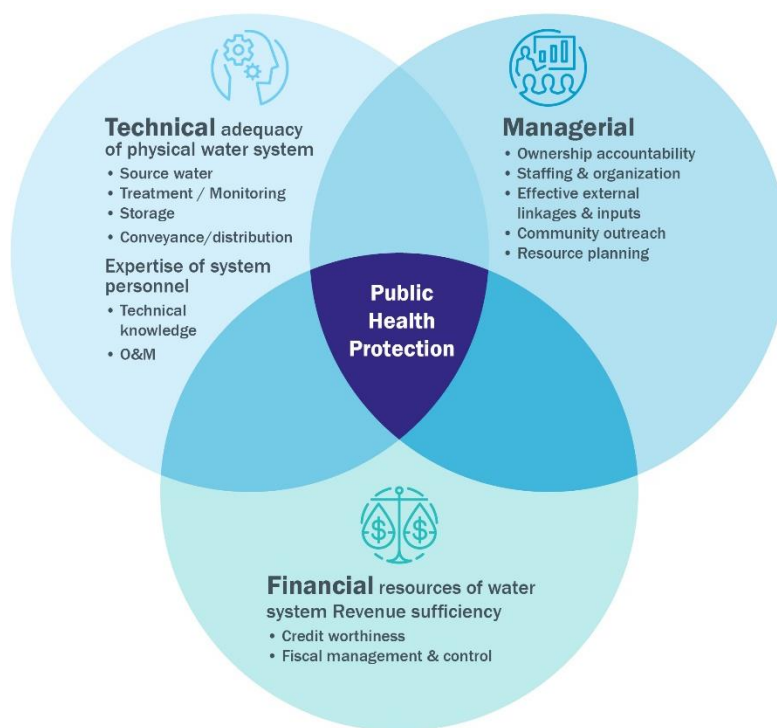 Technical adequacy
of physical water system
• Source water
• Treatment / Monitoring
• Storage
• Conveyance/distribution
Expertise of system
personnel
• Technical
knowledge
• O&M
Managerial
• Ownership accountability
• Staffing & organization
• Effective external
linkages & inputs
• Community outreach
• Resource planning
Public
Health
Protection
$ $
Financial resources of water
system Revenue sufficiency
• Credit worthiness
• Fiscal management & control